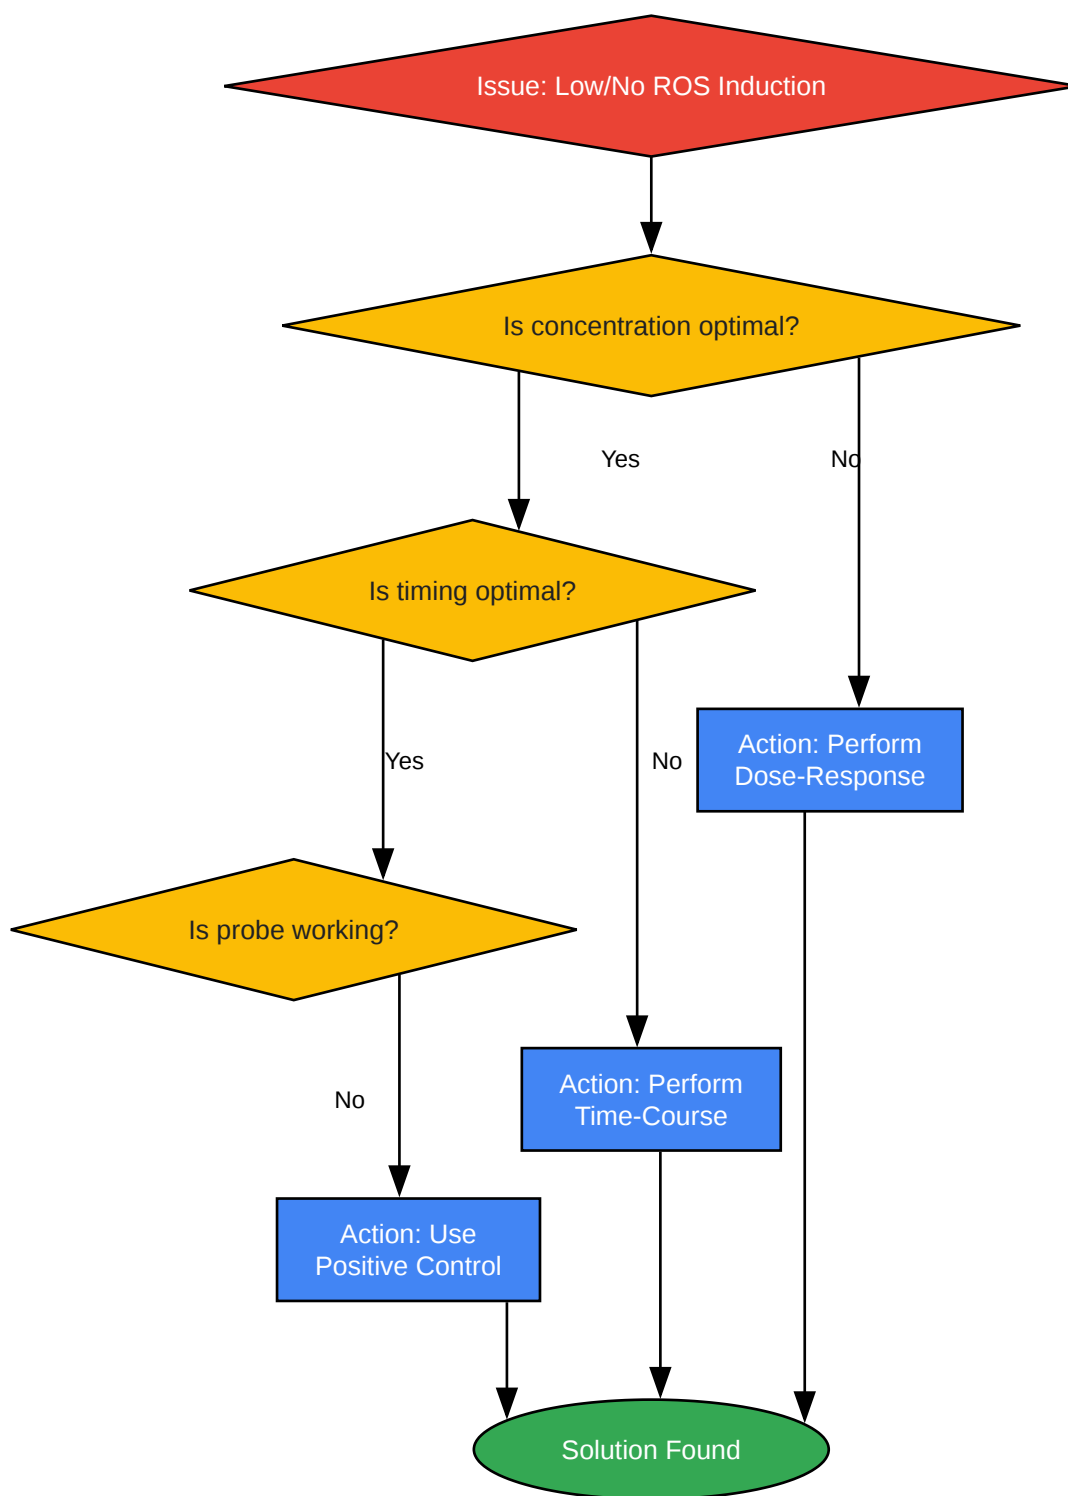 Issue: Low/No ROS Induction
Is concentration optimal?
Yes
No
Is timing optimal?
Action: Perform
Dose-Response
Yes
No
Is probe working?
Action: Perform
Time-Course
No
Action: Use
Positive Control
Solution Found